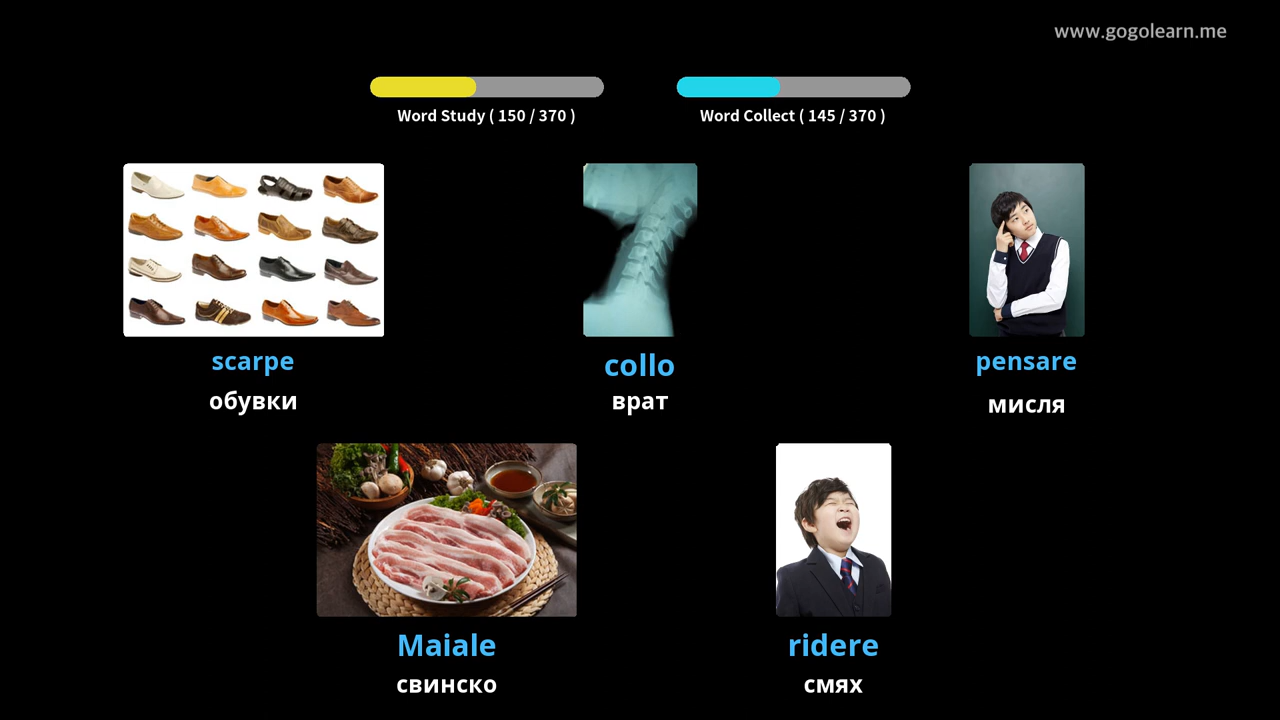 www.gogolearn.me
Word Study ( 150 / 370 )
Word Collect ( 145 / 370 )
scarpe
обувки
collo
врат
pensare
мисля
Maiale
свинско
ridere
смях